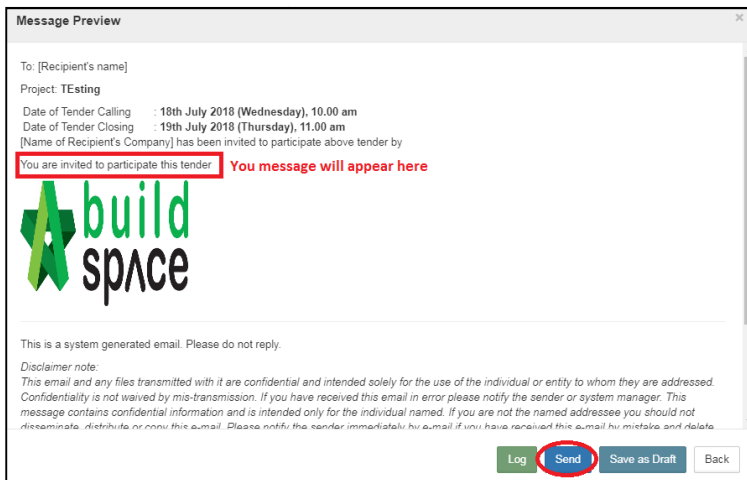 Message Preview ×
To: [Recipient's name]
Project: TEsting
Date of Tender Calling : 18th July 2018 (Wednesday), 10.00 am
Date of Tender Closing : 19th July 2018 (Thursday), 11.00 am
[Name of Recipient's Company] has been invited to participate above tender by
You are invited to participate this tender You message will appear here
build
spΛce
This is a system generated email. Please do not reply.
Disclaimer note:
This email and any files transmitted with it are confidential and intended solely for the use of the individual or entity to whom they are addressed.
Confidentiality is not waived by mis-transmission. If you have received this email in error please notify the sender or system manager. This
message contains confidential information and is intended only for the individual named. If you are not the named addressee you should not
disseminate, distribute or copy this e-mail. Please notify the sender immediately by e-mail if you have received this e-mail by mistake and delete
Log Send Save as Draft Back